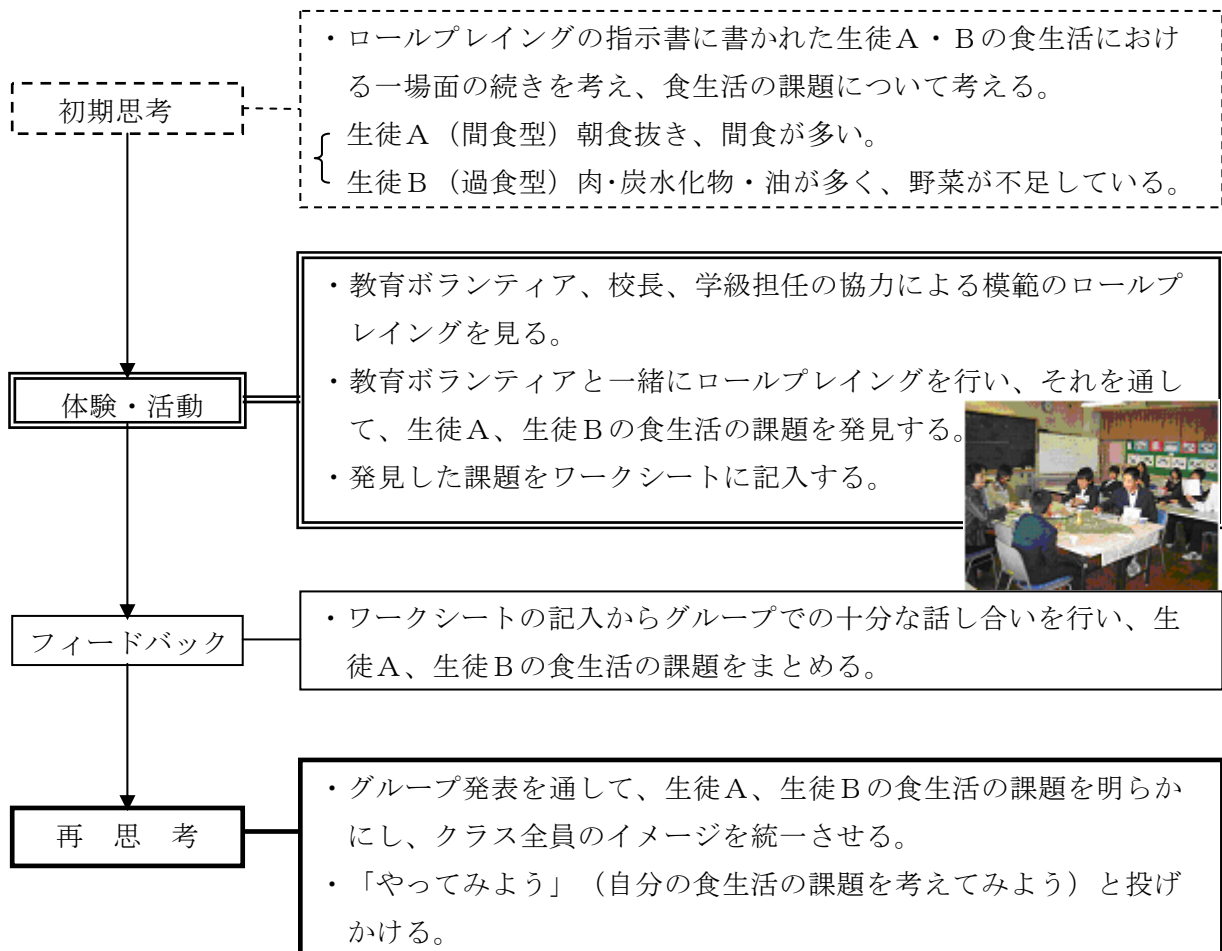 ・ロールプレイングの指示書に書かれた生徒Ａ・Ｂの食生活におけ
る一場面の続きを考え、食生活の課題について考える。
生徒Ａ（間食型）朝食抜き、間食が多い。
生徒Ｂ（過食型）肉･炭水化物・油が多く、野菜が不足している。
初期思考
・教育ボランティア、校長、学級担任の協力による模範のロールプ
レイングを見る。
・教育ボランティアと一緒にロールプレイングを行い、それを通し
て、生徒Ａ、生徒Ｂの食生活の課題を発見する。
・発見した課題をワークシートに記入する。
体験・活動
・ワークシートの記入からグループでの十分な話し合いを行い、生
徒Ａ、生徒Ｂの食生活の課題をまとめる。
フィードバック
・グループ発表を通して、生徒Ａ、生徒Ｂの食生活の課題を明らか
にし、クラス全員のイメージを統一させる。
・「やってみよう」（自分の食生活の課題を考えてみよう）と投げ
かける。
再　思　考